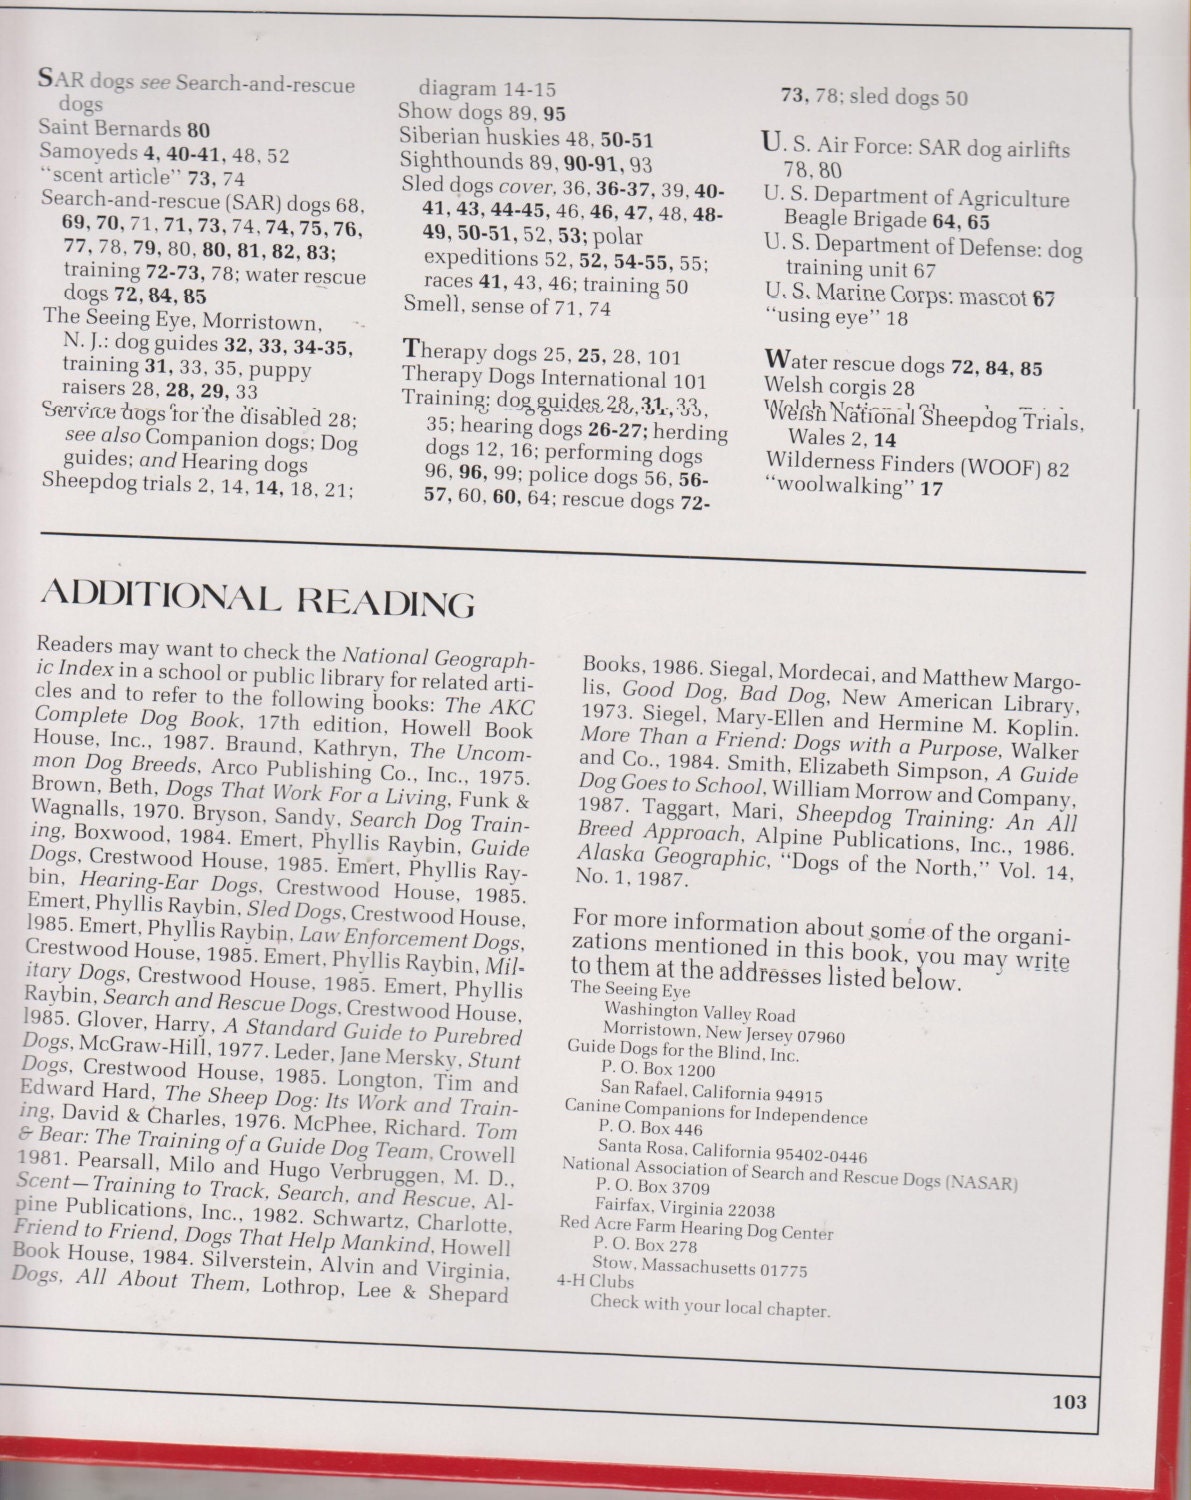 SAR dogs see Search-and-rescue
dogs
Saint Bernards 80
Samoyeds 4, 40-41, 48, 52
“scent article” 73, 74
Search-and-rescue (SAR) dogs 68,
69, 70, 71, 71, 73, 74, 74, 75, 76,
77, 78, 79, 80, 80, 81, 82, 83;
training 72-73, 78; water rescue
dogs 72, 84, 85
The Seeing Eye, Morristown,
N. J.: dog guides 32, 33, 34-35,
training 31, 33, 35, puppy
raisers 28, 28, 29, 33
Service dogs for the disabled 28;
see also Companion dogs; Dog
guides; and Hearing dogs
Sheepdog trials 2, 14, 14, 18, 21;
diagram 14-15
Show dogs 89, 95
Siberian huskies 48, 50-51
Sighthounds 89, 90-91, 93
Sled dogs cover, 36, 36-37, 39, 40-
41, 43, 44-45, 46, 46, 47, 48, 48-
49, 50-51, 52, 53; polar
expeditions 52, 52, 54-55, 55;
races 41, 43, 46; training 50
Smell, sense of 71, 74
Therapy dogs 25, 25, 28, 101
Therapy Dogs International 101
Training: dog guides 28, 31, 33,
35; hearing dogs 26-27; herding
dogs 12, 16; performing dogs
96, 96, 99; police dogs 56, 56-
57, 60, 60, 64; rescue dogs 72-
73, 78; sled dogs 50
U. S. Air Force: SAR dog airlifts
78, 80
U. S. Department of Agriculture
Beagle Brigade 64, 65
U. S. Department of Defense: dog
training unit 67
U. S. Marine Corps: mascot 67
“using eye” 18
Water rescue dogs 72, 84, 85
Welsh corgis 28
Welsh National Sheepdog Trials,
Wales 2, 14
Wilderness Finders (WOOF) 82
“woolwalking” 17
ADDITIONAL READING
Readers may want to check the National Geograph-
ic Index in a school or public library for related arti-
cles and to refer to the following books: The AKC
Complete Dog Book, 17th edition, Howell Book
House, Inc., 1987. Braund, Kathryn, The Uncom-
mon Dog Breeds, Arco Publishing Co., Inc., 1975.
Brown, Beth, Dogs That Work For a Living, Funk &
Wagnalls, 1970. Bryson, Sandy, Search Dog Train-
ing, Boxwood, 1984. Emert, Phyllis Raybin, Guide
Dogs, Crestwood House, 1985. Emert, Phyllis Ray-
bin, Hearing-Ear Dogs, Crestwood House, 1985.
Emert, Phyllis Raybin, Sled Dogs, Crestwood House,
1985. Emert, Phyllis Raybin, Law Enforcement Dogs,
Crestwood House, 1985. Emert, Phyllis Raybin, Mil-
itary Dogs, Crestwood House, 1985. Emert, Phyllis
Raybin, Search and Rescue Dogs, Crestwood House,
1985. Glover, Harry, A Standard Guide to Purebred
Dogs, McGraw-Hill, 1977. Leder, Jane Mersky, Stunt
Dogs, Crestwood House, 1985. Longton, Tim and
Edward Hard, The Sheep Dog: Its Work and Train-
ing, David & Charles, 1976. McPhee, Richard. Tom
& Bear: The Training of a Guide Dog Team, Crowell
1981. Pearsall, Milo and Hugo Verbruggen, M. D.,
Scent—Training to Track, Search, and Rescue, Al-
pine Publications, Inc., 1982. Schwartz, Charlotte,
Friend to Friend, Dogs That Help Mankind, Howell
Book House, 1984. Silverstein, Alvin and Virginia,
Dogs, All About Them, Lothrop, Lee & Shepard
Books, 1986. Siegal, Mordecai, and Matthew Margo-
lis, Good Dog, Bad Dog, New American Library,
1973. Siegel, Mary-Ellen and Hermine M. Koplin.
More Than a Friend: Dogs with a Purpose, Walker
and Co., 1984. Smith, Elizabeth Simpson, A Guide
Dog Goes to School, William Morrow and Company,
1987. Taggart, Mari, Sheepdog Training: An All
Breed Approach, Alpine Publications, Inc., 1986.
Alaska Geographic, “Dogs of the North,” Vol. 14,
No. 1, 1987.
For more information about some of the organi-
zations mentioned in this book, you may write
to them at the addresses listed below.
The Seeing Eye
Washington Valley Road
Morristown, New Jersey 07960
Guide Dogs for the Blind, Inc.
P. O. Box 1200
San Rafael, California 94915
Canine Companions for Independence
P. O. Box 446
Santa Rosa, California 95402-0446
National Association of Search and Rescue Dogs (NASAR)
P. O. Box 3709
Fairfax, Virginia 22038
Red Acre Farm Hearing Dog Center
P. O. Box 278
Stow, Massachusetts 01775
4-H Clubs
Check with your local chapter.
103